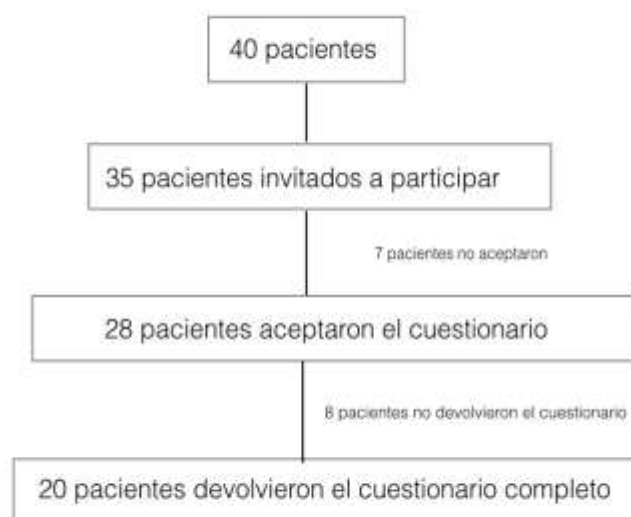 40 pacientes
35 pacientes invitados a participar
7 pacientes no aceptaron
28 pacientes aceptaron el cuestionario
8 pacientes no devolvieron el cuestionario
20 pacientes devolvieron el cuestionario completo